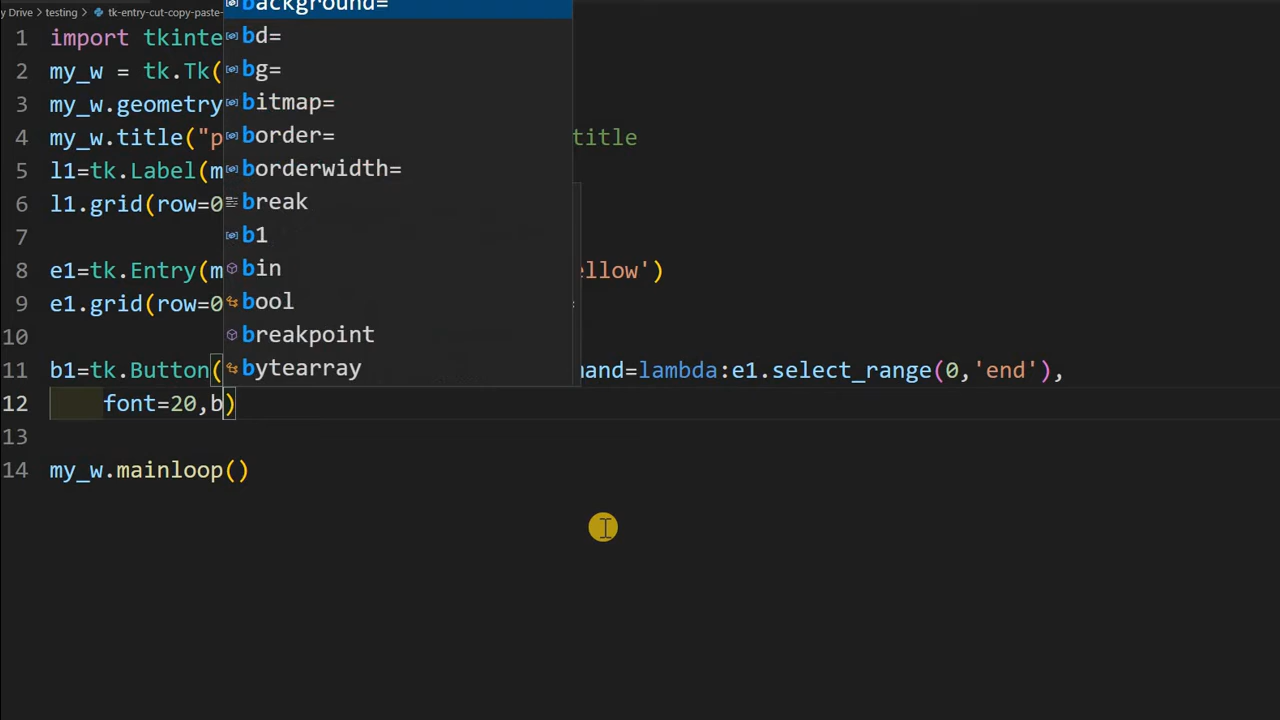 y Drive > testing > tk-entry-cut-copy-paste-
background=
1 import tkinte
bd=
2 my_w = tk.Tk(
bg=
3 my_w.geometry
bitmap=
4 my_w.title("p
border=
title
5 l1=tk.Label(m
borderwidth=
6 l1.grid(row=0
break
7
b1
8 e1=tk.Entry(m
bin
ellow')
9 e1.grid(row=0
bool
10
breakpoint
11 b1=tk.Button(
bytearray
mand=lambda:e1.select_range(0,'end'),
12 font=20,b)
13
14 my_w.mainloop()